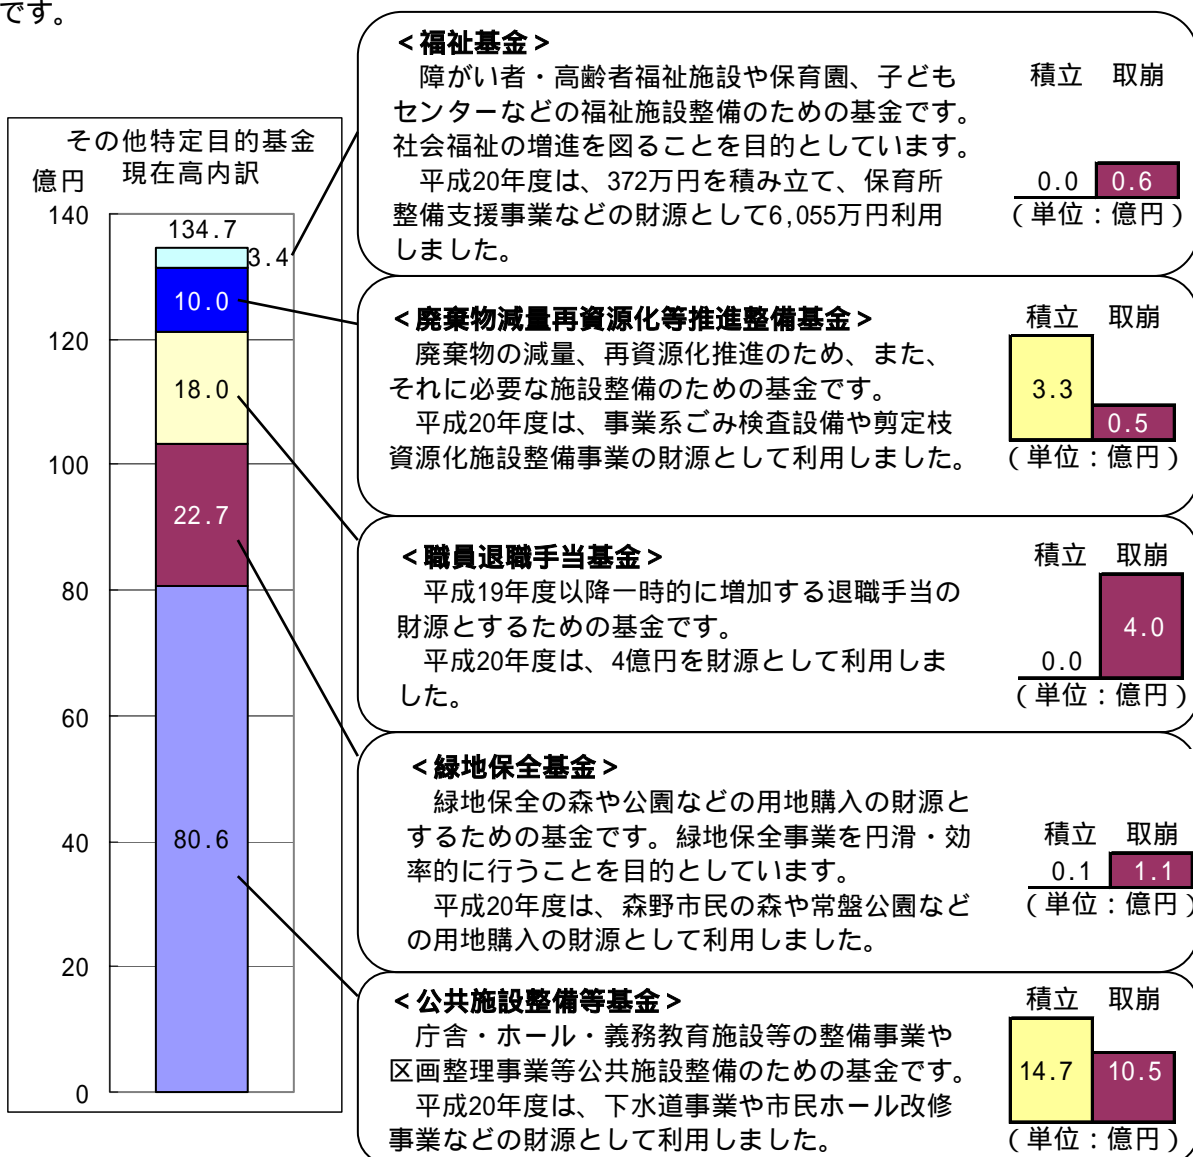 です。
その他特定目的基金
現在高内訳
億円
140
120
100
80
60
40
20
0
134.7
3.4
10.0
18.0
22.7
80.6
＜福祉基金＞
障がい者・高齢者福祉施設や保育園、子ども
センターなどの福祉施設整備のための基金です。
社会福祉の増進を図ることを目的としています。
平成20年度は、372万円を積み立て、保育所
整備支援事業などの財源として6,055万円利用
しました。
積立 取崩
0.0 0.6
（単位：億円）
＜廃棄物減量再資源化等推進整備基金＞
廃棄物の減量、再資源化推進のため、また、
それに必要な施設整備のための基金です。
平成20年度は、事業系ごみ検査設備や剪定枝
資源化施設整備事業の財源として利用しました。
積立 取崩
3.3 0.5
（単位：億円）
＜職員退職手当基金＞
平成19年度以降一時的に増加する退職手当の
財源とするための基金です。
平成20年度は、4億円を財源として利用しま
した。
積立 取崩
0.0 4.0
（単位：億円）
＜緑地保全基金＞
緑地保全の森や公園などの用地購入の財源と
するための基金です。緑地保全事業を円滑・効
率的に行うことを目的としています。
平成20年度は、森野市民の森や常盤公園など
の用地購入の財源として利用しました。
積立 取崩
0.1 1.1
（単位：億円）
＜公共施設整備等基金＞
庁舎・ホール・義務教育施設等の整備事業や
区画整理事業等公共施設整備のための基金です。
平成20年度は、下水道事業や市民ホール改修
事業などの財源として利用しました。
積立 取崩
14.7 10.5
（単位：億円）